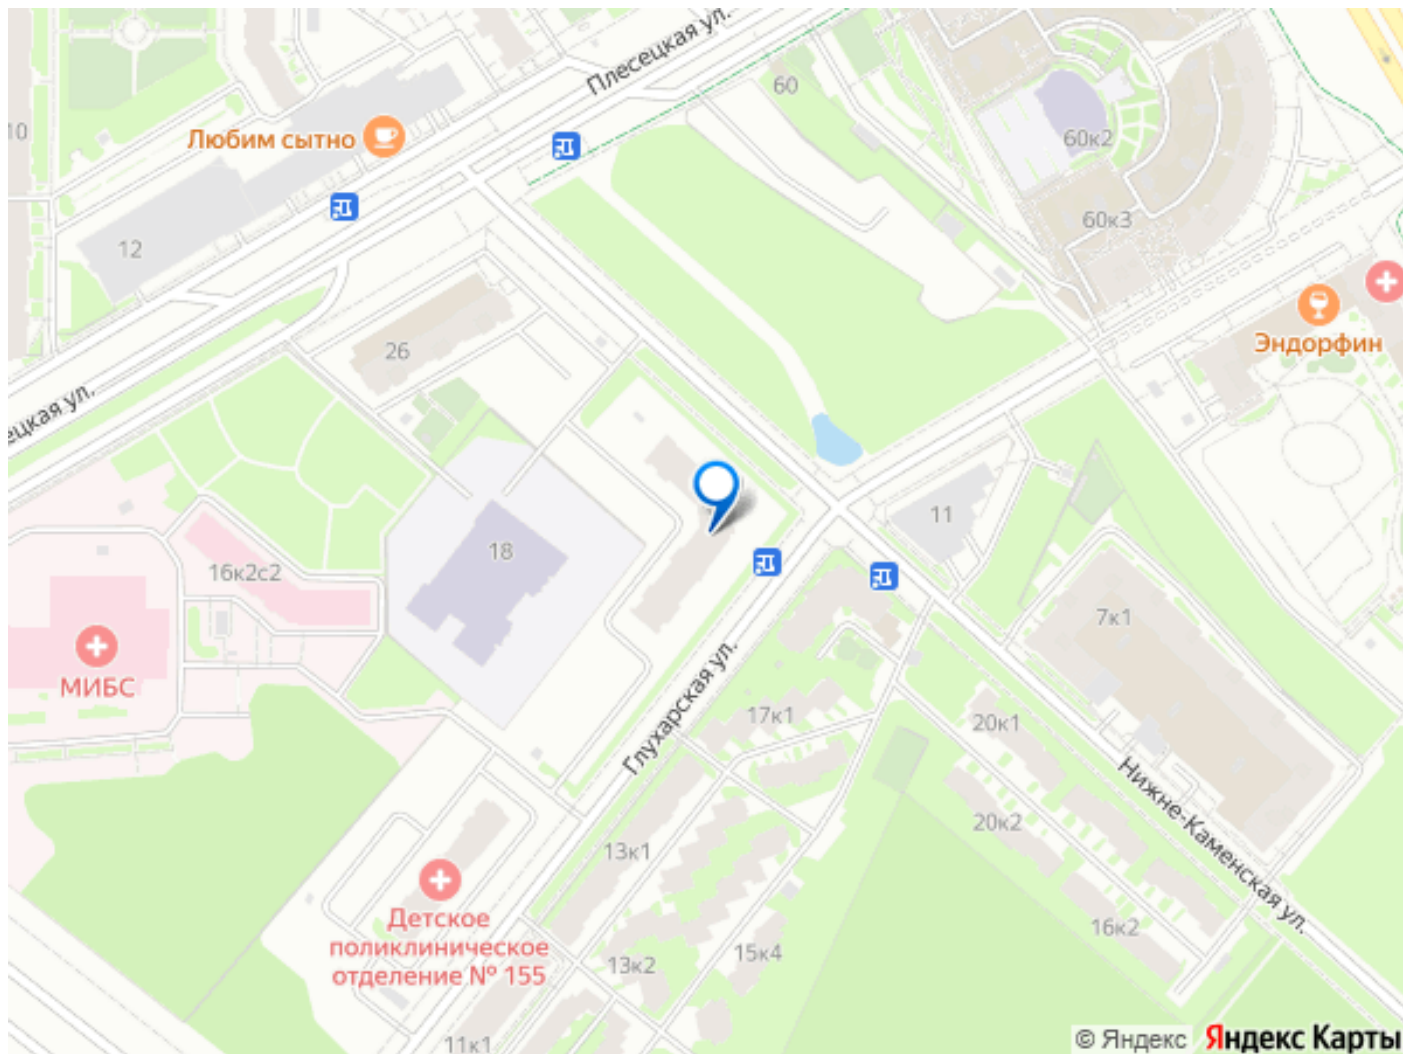 Плесецкая ул.
60
10
Любим сытно
60к2
60к3
12
Эндорфин
26
ецкая ул.
11
18
16к2с2
7к1
МИБС
Глухарская ул.
17к1
20к1
Нижне-Каменская ул.
20к2
13к1
Детское
поликлиническое
отделение № 155
16к2
15к4
13к2
11к1
© Яндекс Яндекс Карты